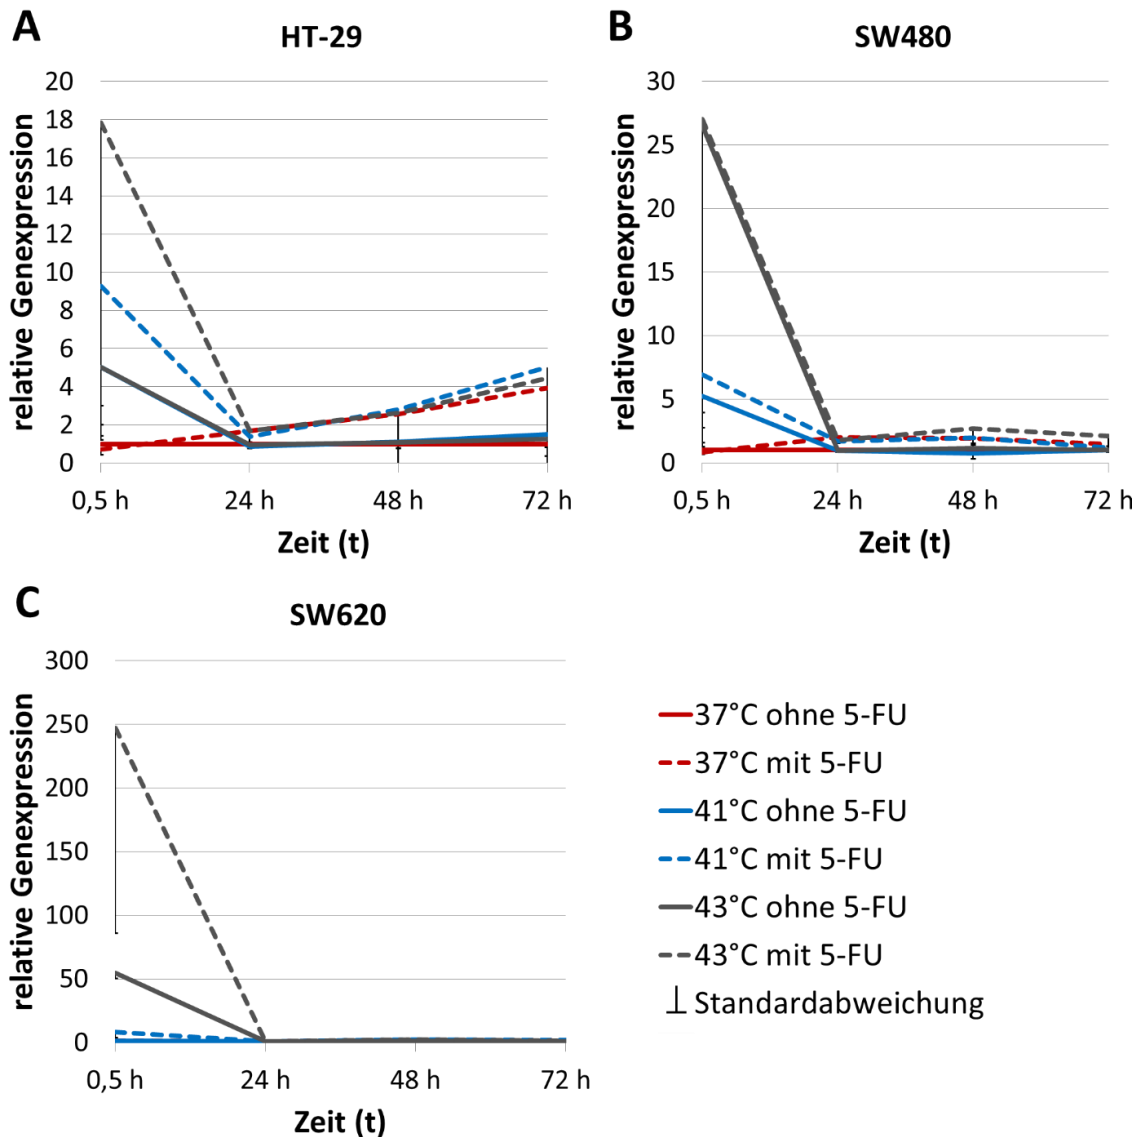 A
HT-29
relative Genexpression
20
18
16
14
12
10
8
6
4
2
0
0,5 h 24 h 48 h 72 h
Zeit (t)
B
SW480
relative Genexpression
30
25
20
15
10
5
0
0,5 h 24 h 48 h 72 h
Zeit (t)
C
SW620
relative Genexpression
300
250
200
150
100
50
0
0,5 h 24 h 48 h 72 h
Zeit (t)
37°C ohne 5-FU
37°C mit 5-FU
41°C ohne 5-FU
41°C mit 5-FU
43°C ohne 5-FU
43°C mit 5-FU
Standardabweichung